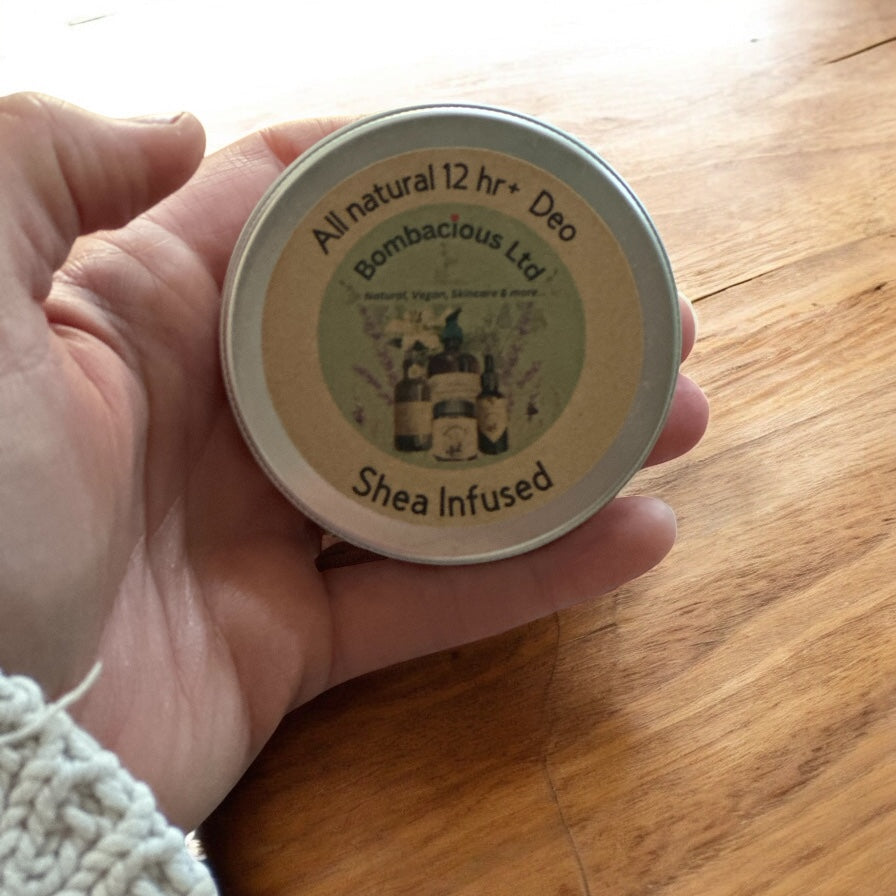 All natural 12 hr+ Deo
Bombacious Ltd
Natural, Vegan, Skincare & more...
Shea Infused